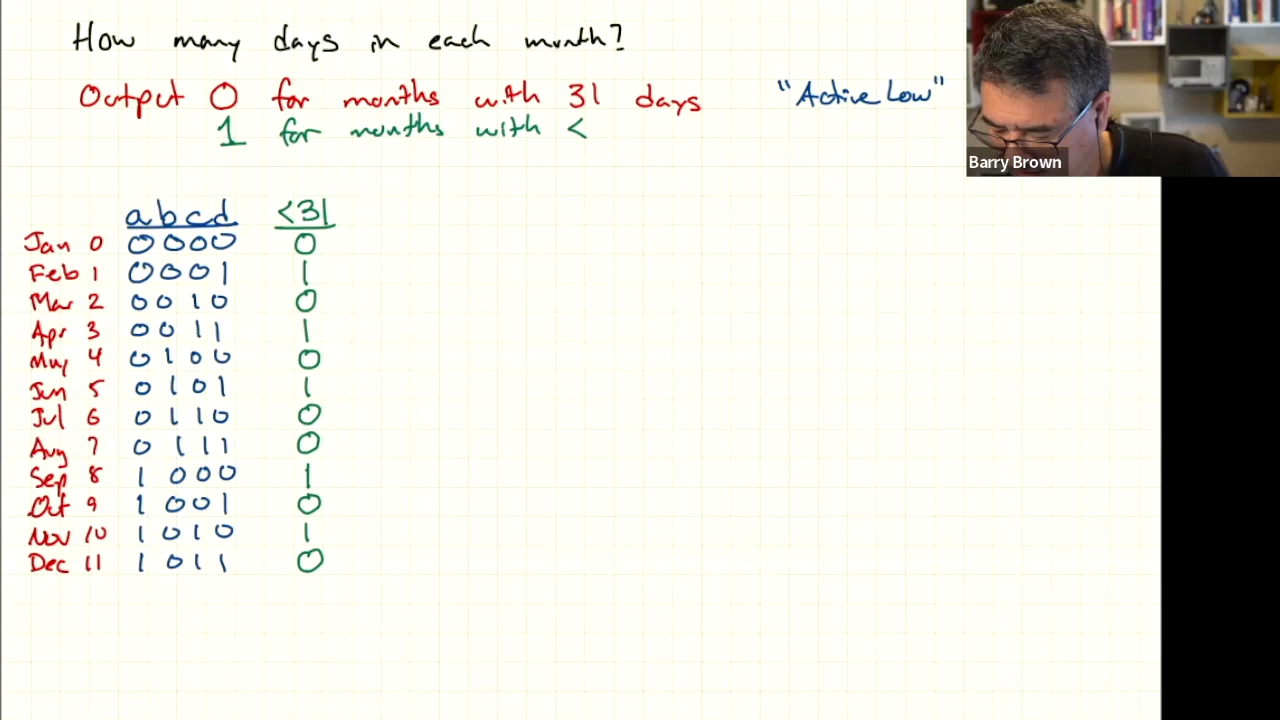 How many days in each month?
Output 0 for months with 31 days "Active Low"
1 for months with <
Barry Brown
abcd <31
Jan 0 0000 0
Feb 1 0001 1
Mar 2 0010 0
Apr 3 0011 1
May 4 0100 0
Jun 5 0101 1
Jul 6 0110 0
Aug 7 0111 0
Sep 8 1000 1
Oct 9 1001 0
Nov 10 1010 1
Dec 11 1011 0